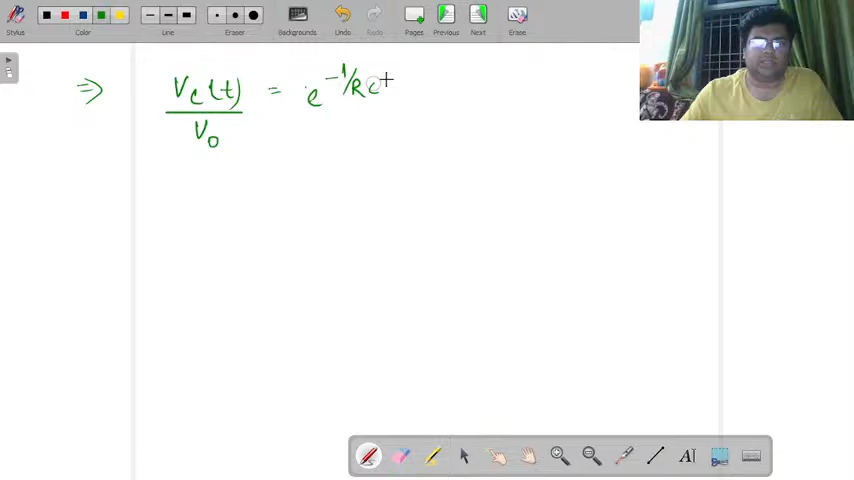 Stylus Color Line Eraser Backgrounds Undo Redo Pages Previous Next Erase
⇒ Vc(t) / V0 = e^-1/RC